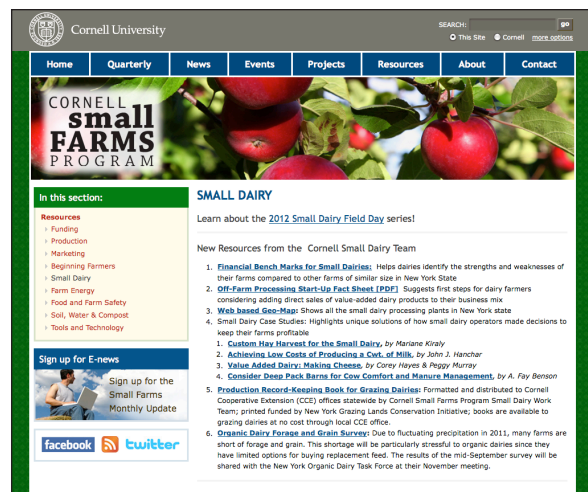 Cornell University
SEARCH:
go
This Site Cornell more options
Home Quarterly News Events Projects Resources About Contact
CORNELL
small
FARMS
PROGRAM
In this section:
Resources
› Funding
› Production
› Marketing
› Beginning Farmers
› Small Dairy
› Farm Energy
› Food and Farm Safety
› Soil, Water & Compost
› Tools and Technology
Sign up for E-news
Sign up for the
Small Farms
Monthly Update
facebook twitter
SMALL DAIRY
Learn about the 2012 Small Dairy Field Day series!
New Resources from the Cornell Small Dairy Team
1. Financial Bench Marks for Small Dairies: Helps dairies identify the strengths and weaknesses of
their farms compared to other farms of similar size in New York State
2. Off-Farm Processing Start-Up Fact Sheet [PDF] Suggests first steps for dairy farmers
considering adding direct sales of value-added dairy products to their business mix
3. Web based Geo-Map: Shows all the small dairy processing plants in New York state
4. Small Dairy Case Studies: Highlights unique solutions of how small dairy operators made decisions to
keep their farms profitable
1. Custom Hay Harvest for the Small Dairy, by Mariane Kiraly
2. Achieving Low Costs of Producing a Cwt. of Milk, by John J. Hanchar
3. Value Added Dairy: Making Cheese, by Corey Hayes & Peggy Murray
4. Consider Deep Pack Barns for Cow Comfort and Manure Management, by A. Fay Benson
5. Production Record-Keeping Book for Grazing Dairies: Formatted and distributed to Cornell
Cooperative Extension (CCE) offices statewide by Cornell Small Farms Program Small Dairy Work
Team; printed funded by New York Grazing Lands Conservation Initiative; books are available to
grazing dairies at no cost through local CCE office.
6. Organic Dairy Forage and Grain Survey: Due to fluctuating precipitation in 2011, many farms are
short of forage and grain. This shortage will be particularly stressful to organic dairies since they
have limited options for buying replacement feed. The results of the mid-September survey will be
shared with the New York Organic Dairy Task Force at their November meeting.